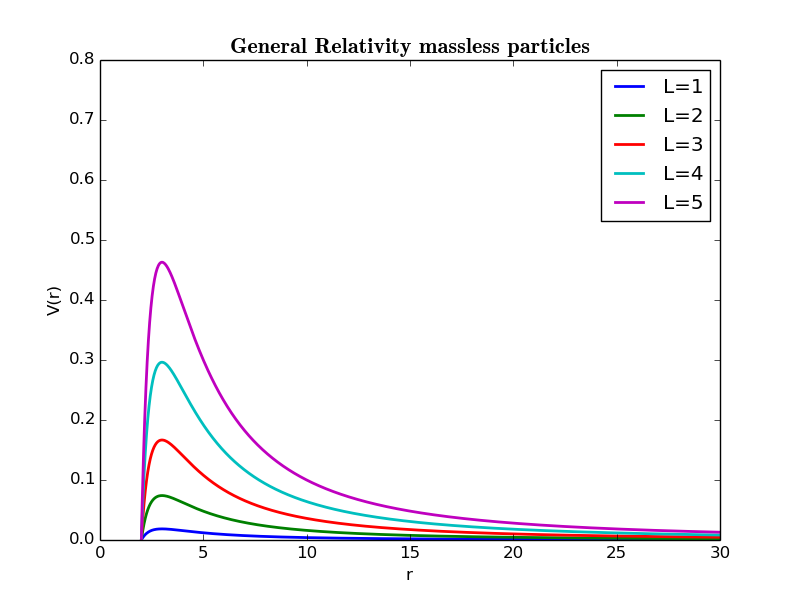 General Relativity massless particles
0.8
0.7
0.6
0.5
0.4
0.3
0.2
0.1
0.0
V(r)
L=1
L=2
L=3
L=4
L=5
0 5 10 15 20 25 30
r